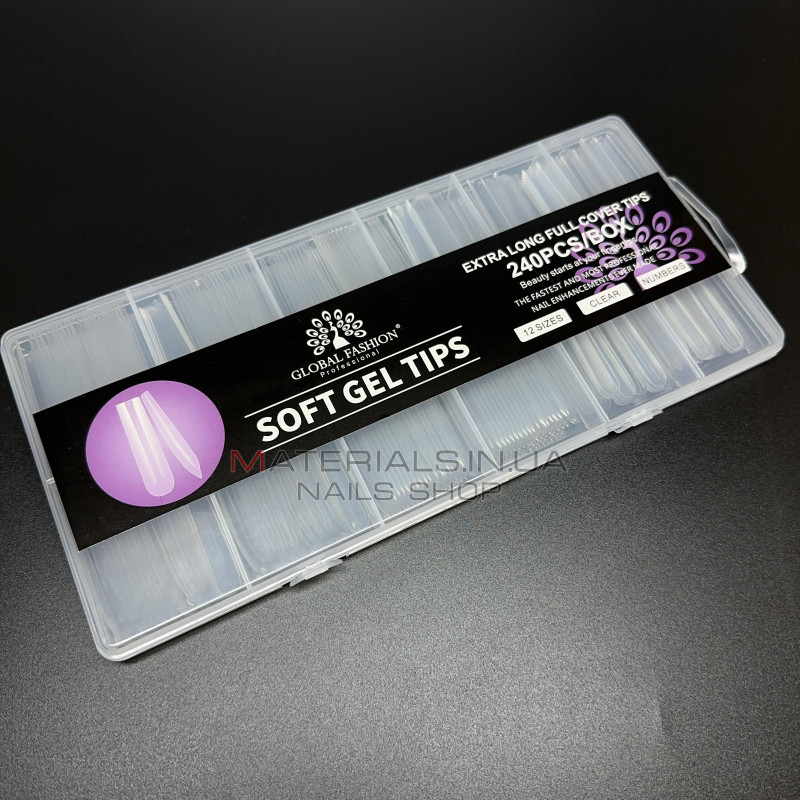 EXTRA LONG FULL COVER TIPS
240PCS/BOX
Beauty starts at your fingertips
THE FASTEST AND MOST PROFESSIONAL
NAIL ENHANCEMENTS EVER MADE
12 SIZES
CLEAR
NUMBERS
GLOBAL FASHION®
Professional
SOFT GEL TIPS
MATERIALS.IN.UA
NAILS SHOP